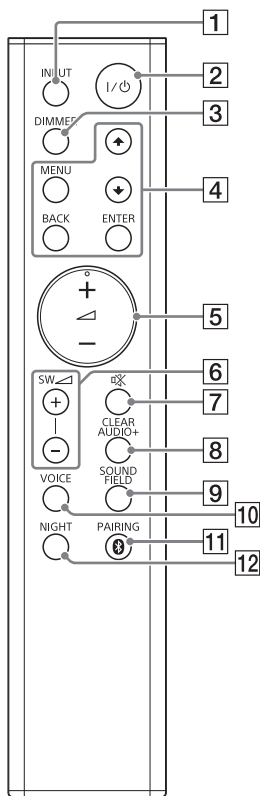 INPUT
1
2
I/⏻
DIMMER
3
MENU
4
BACK ENTER
+
−
5
SW
6
+
−
7
CLEAR
AUDIO+
8
SOUND
FIELD
9
VOICE
10
NIGHT PAIRING
11
12